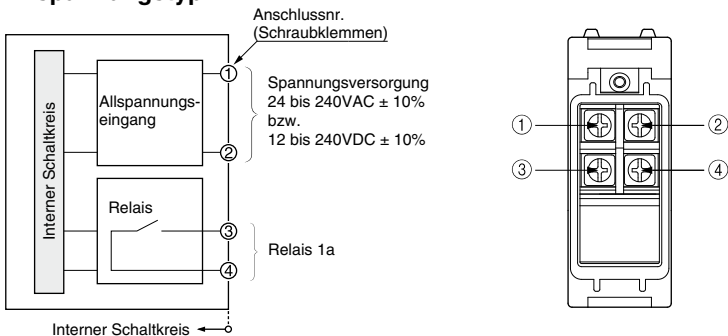 Anschlussnr.
(Schraubklemmen)
Interner Schaltkreis
Allspannungs-
eingang
①
②
Spannungsversorgung
24 bis 240VAC ± 10%
bzw.
12 bis 240VDC ± 10%
Relais
③
④
Relais 1a
Interner Schaltkreis
①
②
③
④